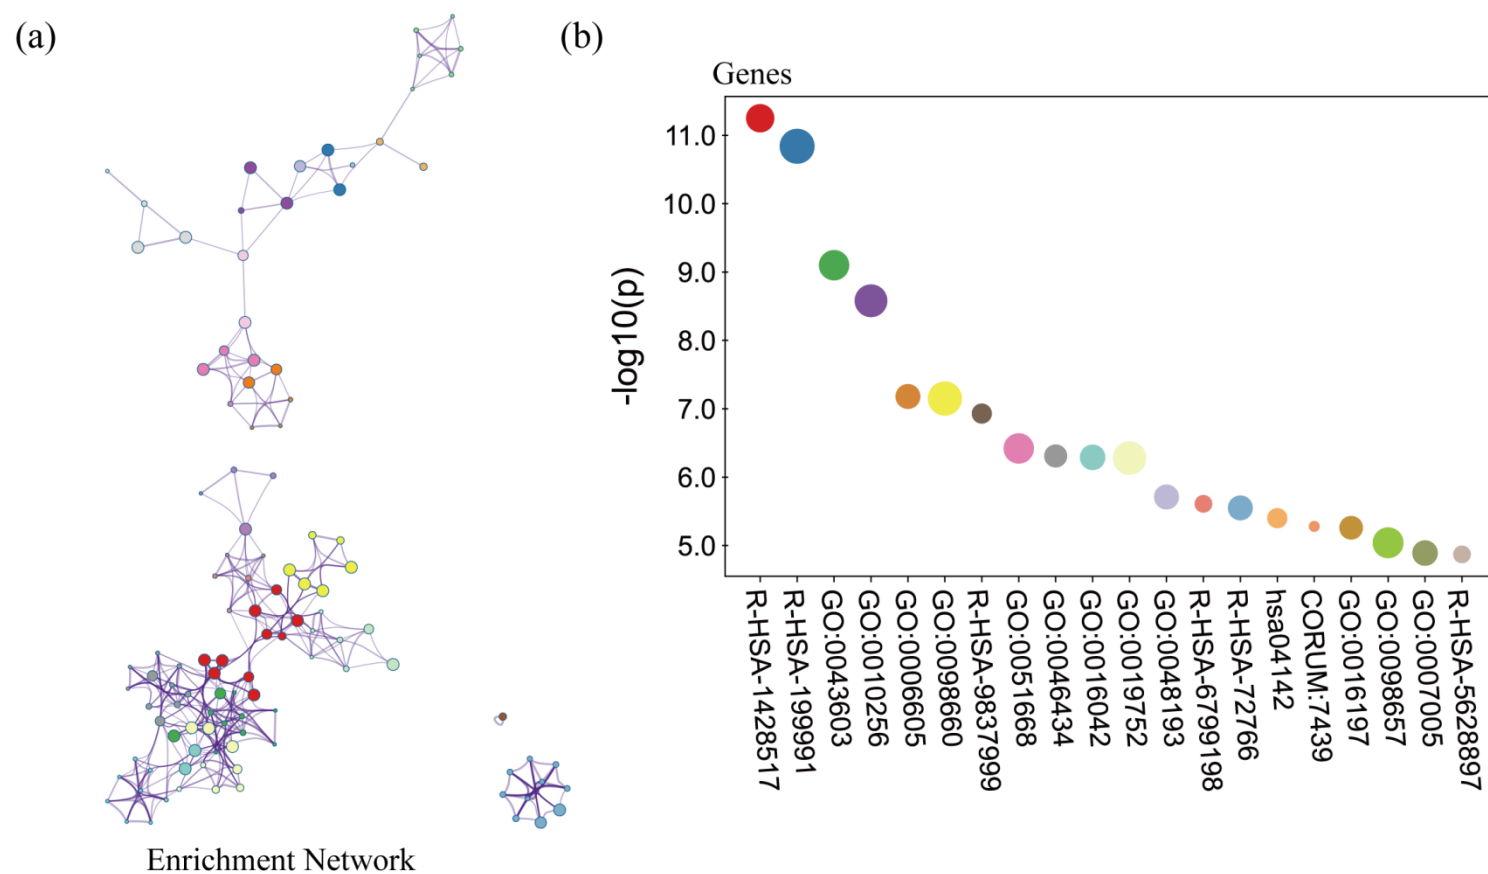 (a)
(b)
Genes
-log10(p)
11.0
10.0
9.0
8.0
7.0
6.0
5.0
R-HSA-1428517
R-HSA-199991
GO:0043603
GO:0010256
GO:0006605
GO:0098660
R-HSA-9837999
GO:0051668
GO:0046434
GO:0016042
GO:0019752
GO:0048193
R-HSA-6799198
R-HSA-72766
hsa04142
CORUM:7439
GO:0016197
GO:0098657
GO:0007005
R-HSA-5628897
Enrichment Network